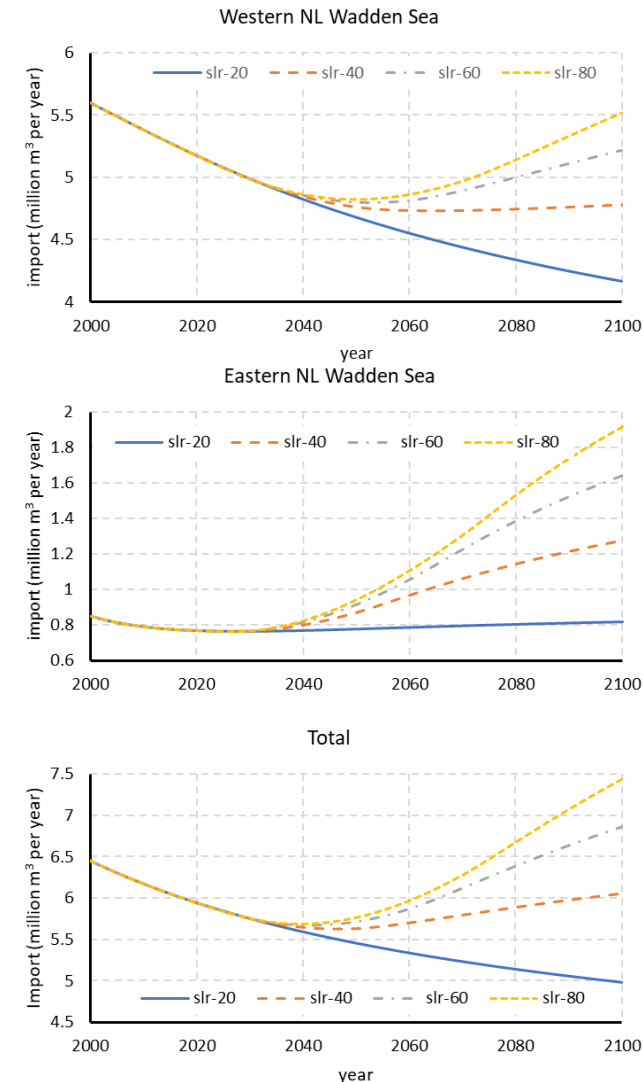 Western NL Wadden Sea
import (million m³ per year)
6
slr-20 slr-40 slr-60 slr-80
5.5
5
4.5
4
2000 2020 2040 2060 2080 2100
year
Eastern NL Wadden Sea
import (million m³ per year)
2
slr-20 slr-40 slr-60 slr-80
1.8
1.6
1.4
1.2
1
0.8
0.6
2000 2020 2040 2060 2080 2100
Total
Import (million m³ per year)
7.5
7
6.5
6
5.5
5
slr-20 slr-40 slr-60 slr-80
4.5
2000 2020 2040 2060 2080 2100
year